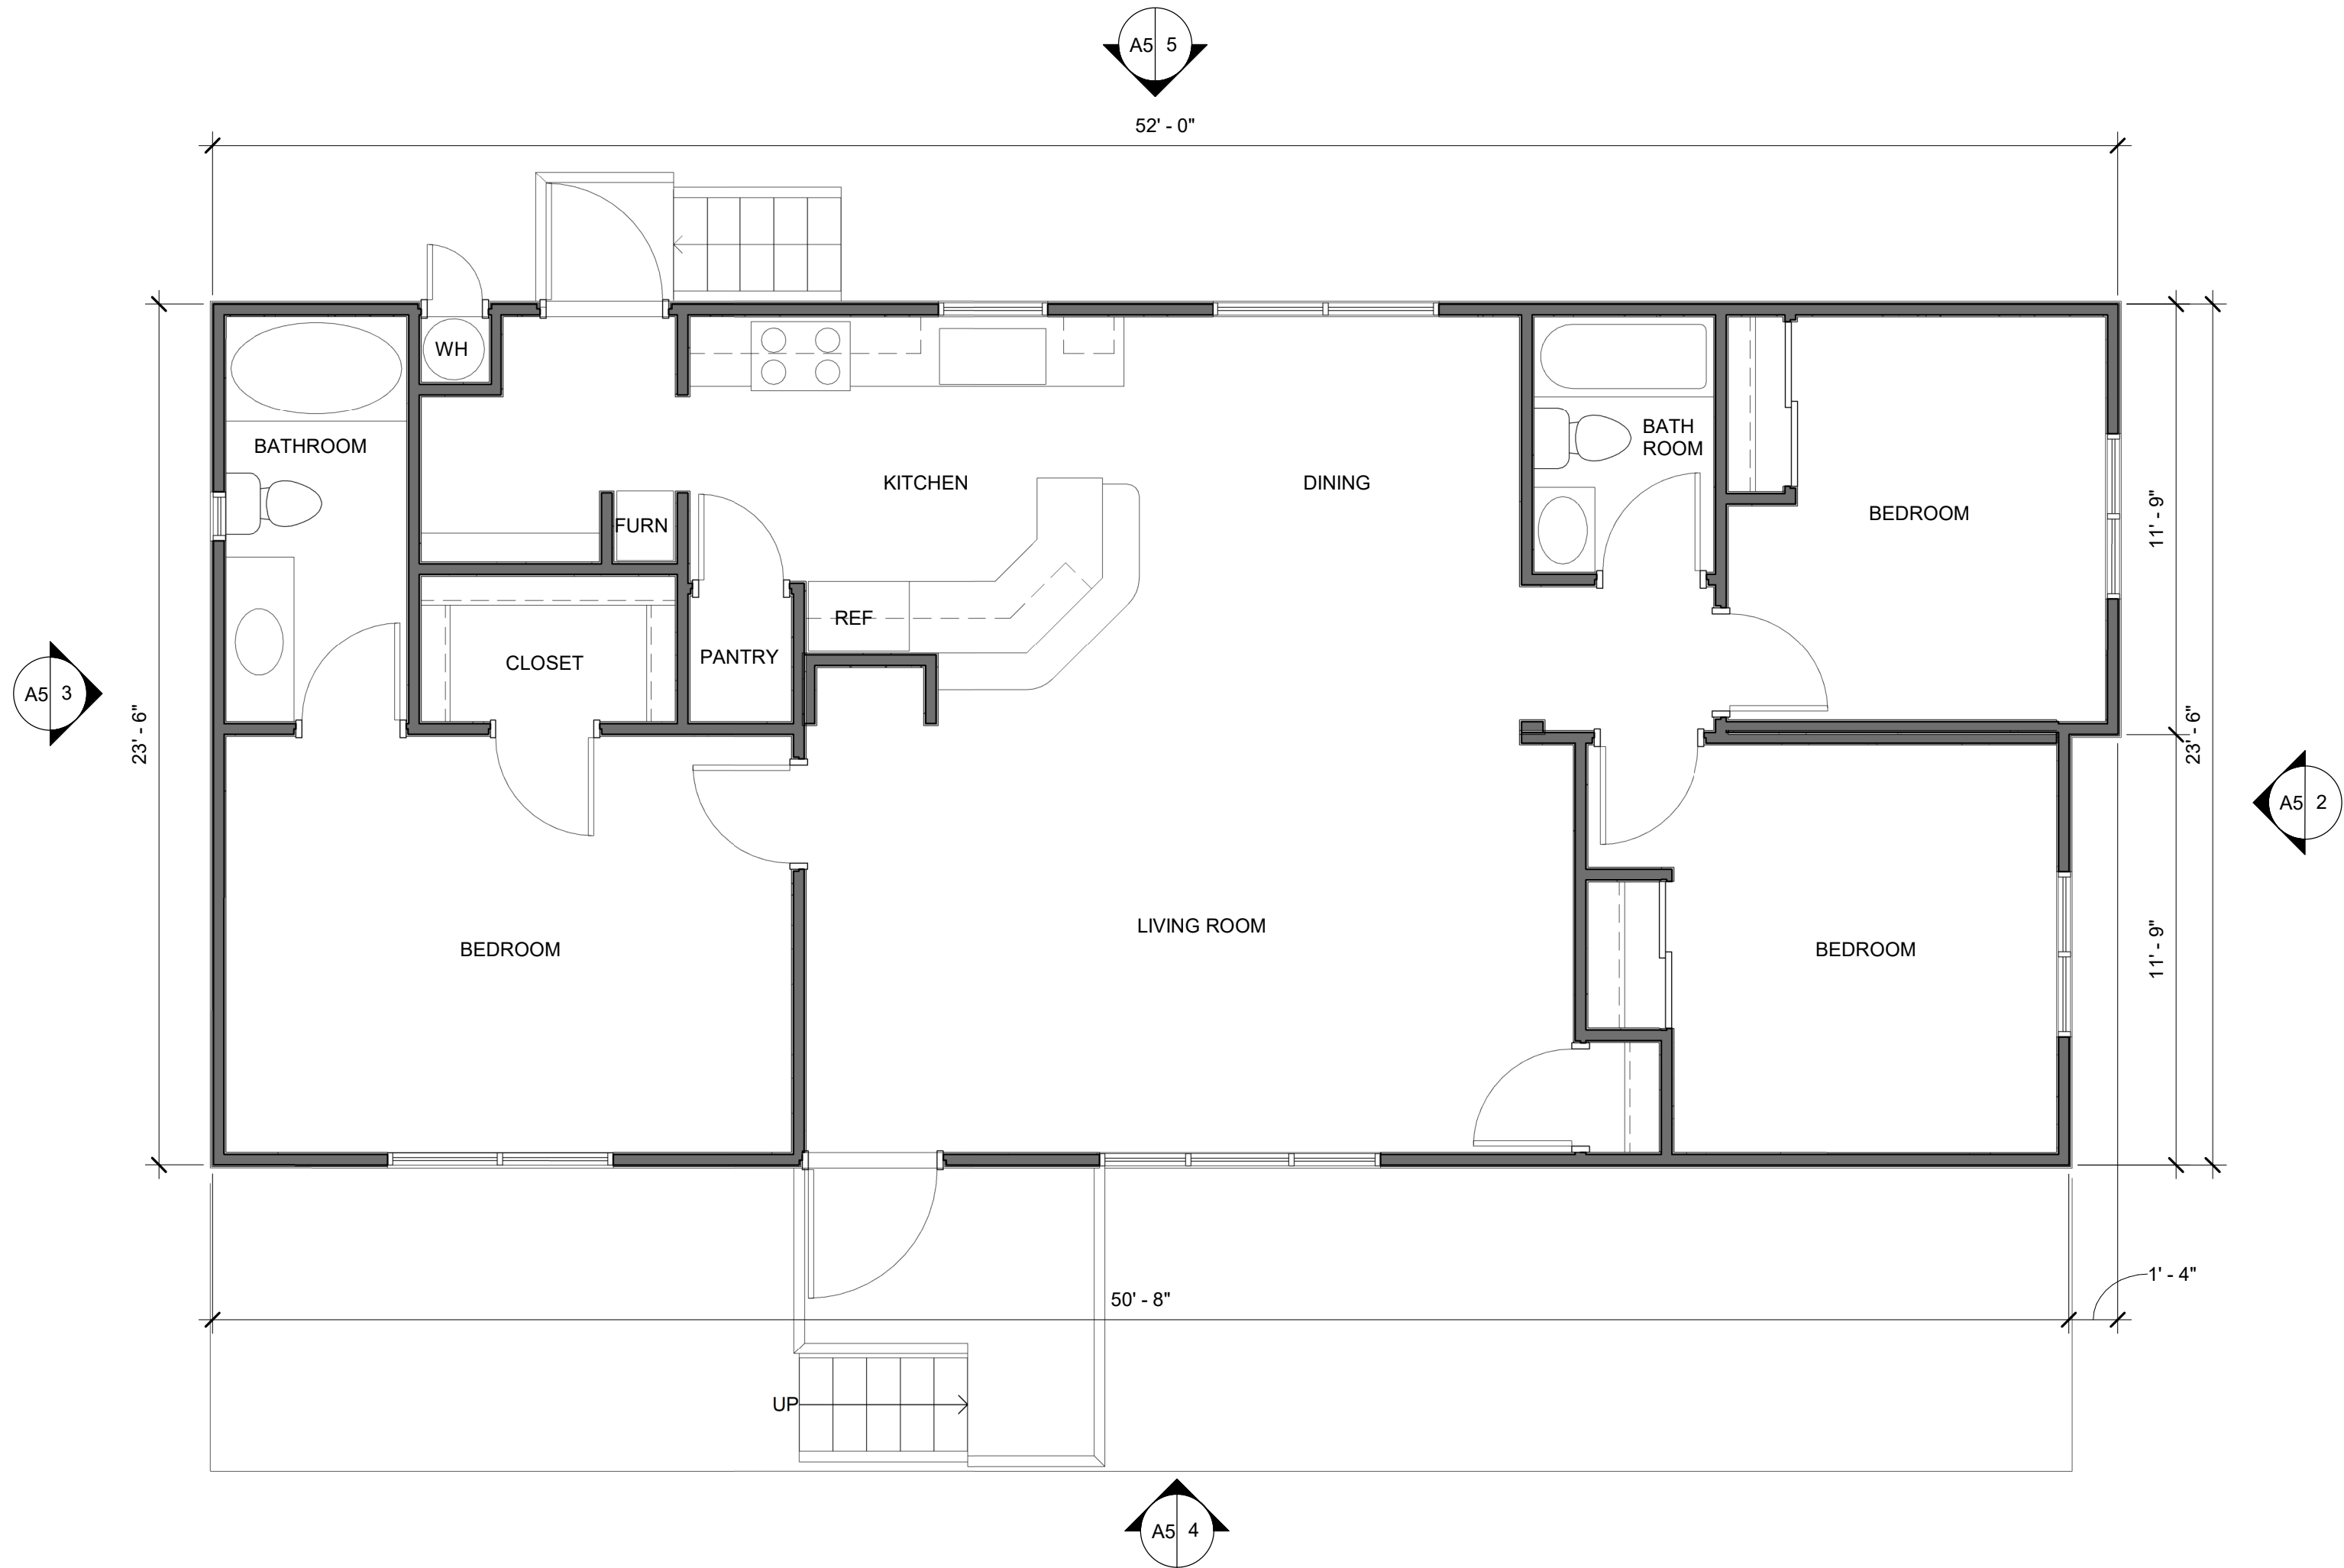 A5 5
52' - 0"
WH
BATHROOM
BATH
ROOM
KITCHEN
DINING
BEDROOM
11' - 9"
FURN
REF
PANTRY
CLOSET
A5 3
23' - 6"
23' - 6"
A5 2
LIVING ROOM
BEDROOM
BEDROOM
11' - 9"
1' - 4"
50' - 8"
UP
A5 4